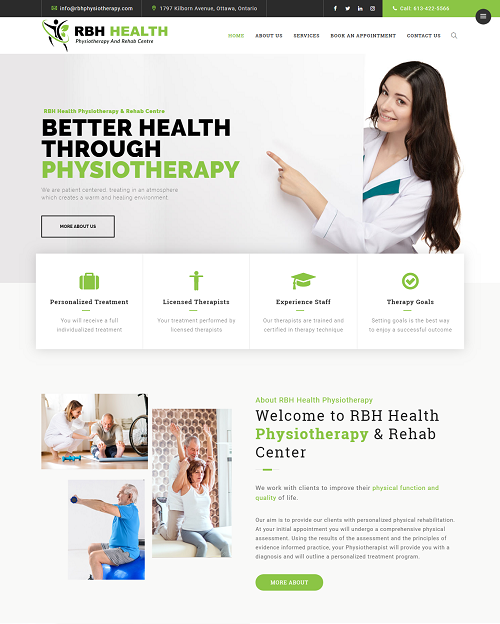 info@rbhphysiotherapy.com
1797 Kilborn Avenue, Ottawa, Ontario
Call: 613-422-5566
RBH HEALTH
Physiotherapy And Rehab Centre
HOME ABOUT US SERVICES BOOK AN APPOINTMENT CONTACT US
RBH Health Physiotherapy & Rehab Centre
BETTER HEALTH
THROUGH
PHYSIOTHERAPY
We are patient centered, treating in an atmosphere
which creates a warm and healing environment.
MORE ABOUT US
Personalized Treatment
You will receive a full
individualized treatment
Licensed Therapists
Your treatment performed by
licensed therapists
Experience Staff
Our therapists are trained and
certified in therapy technique
Therapy Goals
Setting goals is the best way
to enjoy a successful outcome
About RBH Health Physiotherapy
Welcome to RBH Health
Physiotherapy & Rehab
Center
We work with clients to improve their physical function and
quality of life.
Our aim is to provide our clients with personalized physical rehabilitation.
At your initial appointment you will undergo a comprehensive physical
assessment. Using the results of the assessment and the principles of
evidence informed practice, your Physiotherapist will provide you with a
diagnosis and will outline a personalized treatment program.
MORE ABOUT